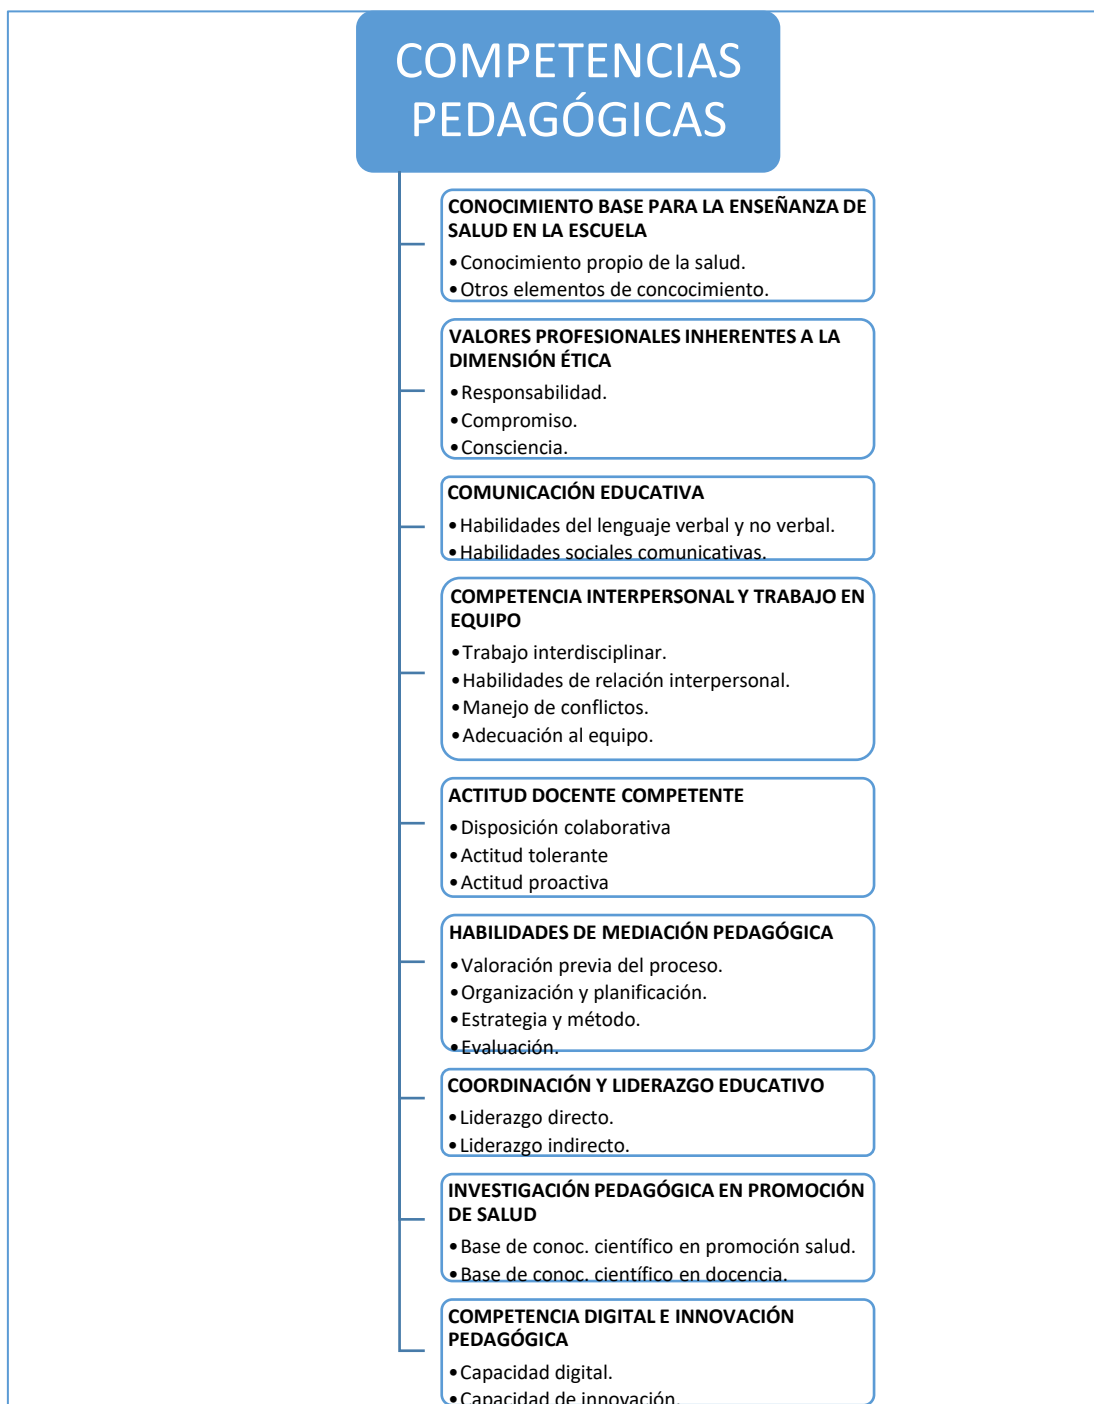 COMPETENCIAS
PEDAGÓGICAS
CONOCIMIENTO BASE PARA LA ENSEÑANZA DE
SALUD EN LA ESCUELA
•Conocimiento propio de la salud.
•Otros elementos de concocimiento.
VALORES PROFESIONALES INHERENTES A LA
DIMENSIÓN ÉTICA
•Responsabilidad.
•Compromiso.
•Consciencia.
COMUNICACIÓN EDUCATIVA
•Habilidades del lenguaje verbal y no verbal.
•Habilidades sociales comunicativas.
COMPETENCIA INTERPERSONAL Y TRABAJO EN
EQUIPO
•Trabajo interdisciplinar.
•Habilidades de relación interpersonal.
•Manejo de conflictos.
•Adecuación al equipo.
ACTITUD DOCENTE COMPETENTE
•Disposición colaborativa
•Actitud tolerante
•Actitud proactiva
HABILIDADES DE MEDIACIÓN PEDAGÓGICA
•Valoración previa del proceso.
•Organización y planificación.
•Estrategia y método.
•Evaluación.
COORDINACIÓN Y LIDERAZGO EDUCATIVO
•Liderazgo directo.
•Liderazgo indirecto.
INVESTIGACIÓN PEDAGÓGICA EN PROMOCIÓN
DE SALUD
•Base de conoc. científico en promoción salud.
•Base de conoc. científico en docencia.
COMPETENCIA DIGITAL E INNOVACIÓN
PEDAGÓGICA
•Capacidad digital.
•Capacidad de innovación.